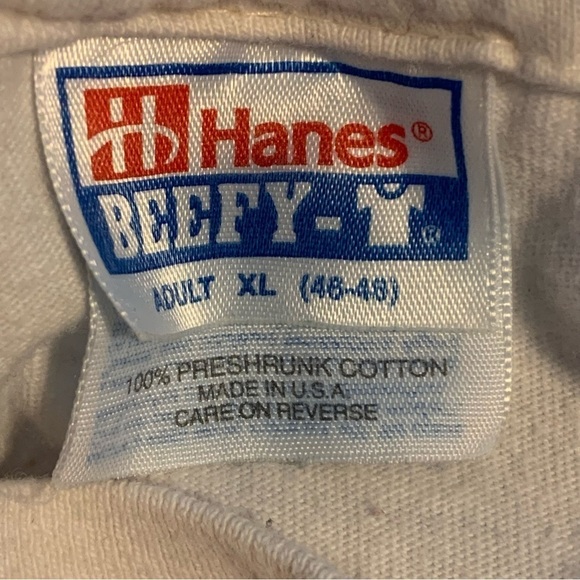 Hanes®
BEEFY-®
ADULT XL (46-48)
100% PRESHRUNK COTTON
MADE IN U.S.A
CARE ON REVERSE